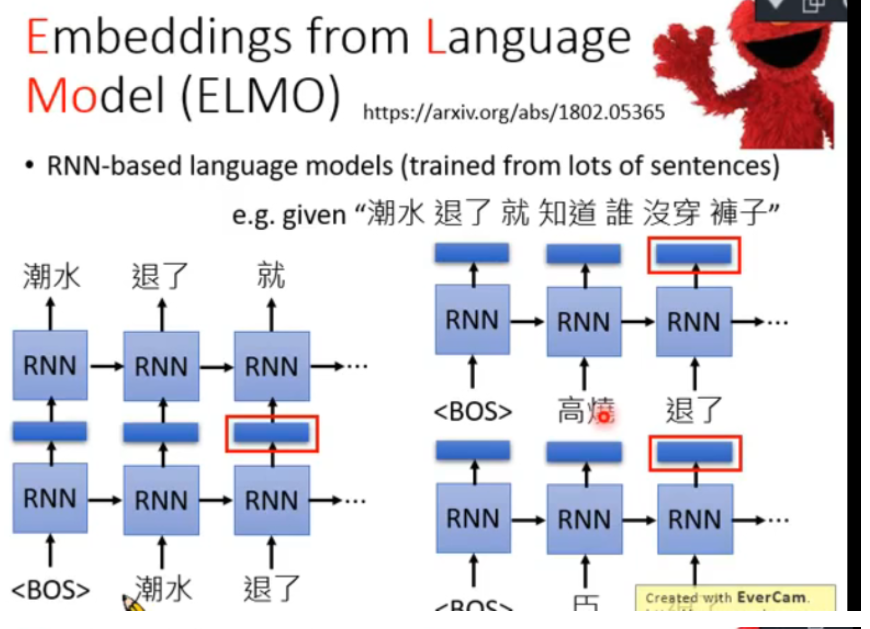 Embeddings from Language
Model (ELMO) https://arxiv.org/abs/1802.05365
• RNN-based language models (trained from lots of sentences)
e.g. given “潮水 退了 就 知道 誰 沒穿 褲子”
潮水 退了 就
RNN RNN RNN ...
RNN RNN RNN ...
<BOS> 潮水 退了
RNN RNN RNN ...
<BOS> 高燒 退了
RNN RNN RNN ...
<BOS>
Created with EverCam.